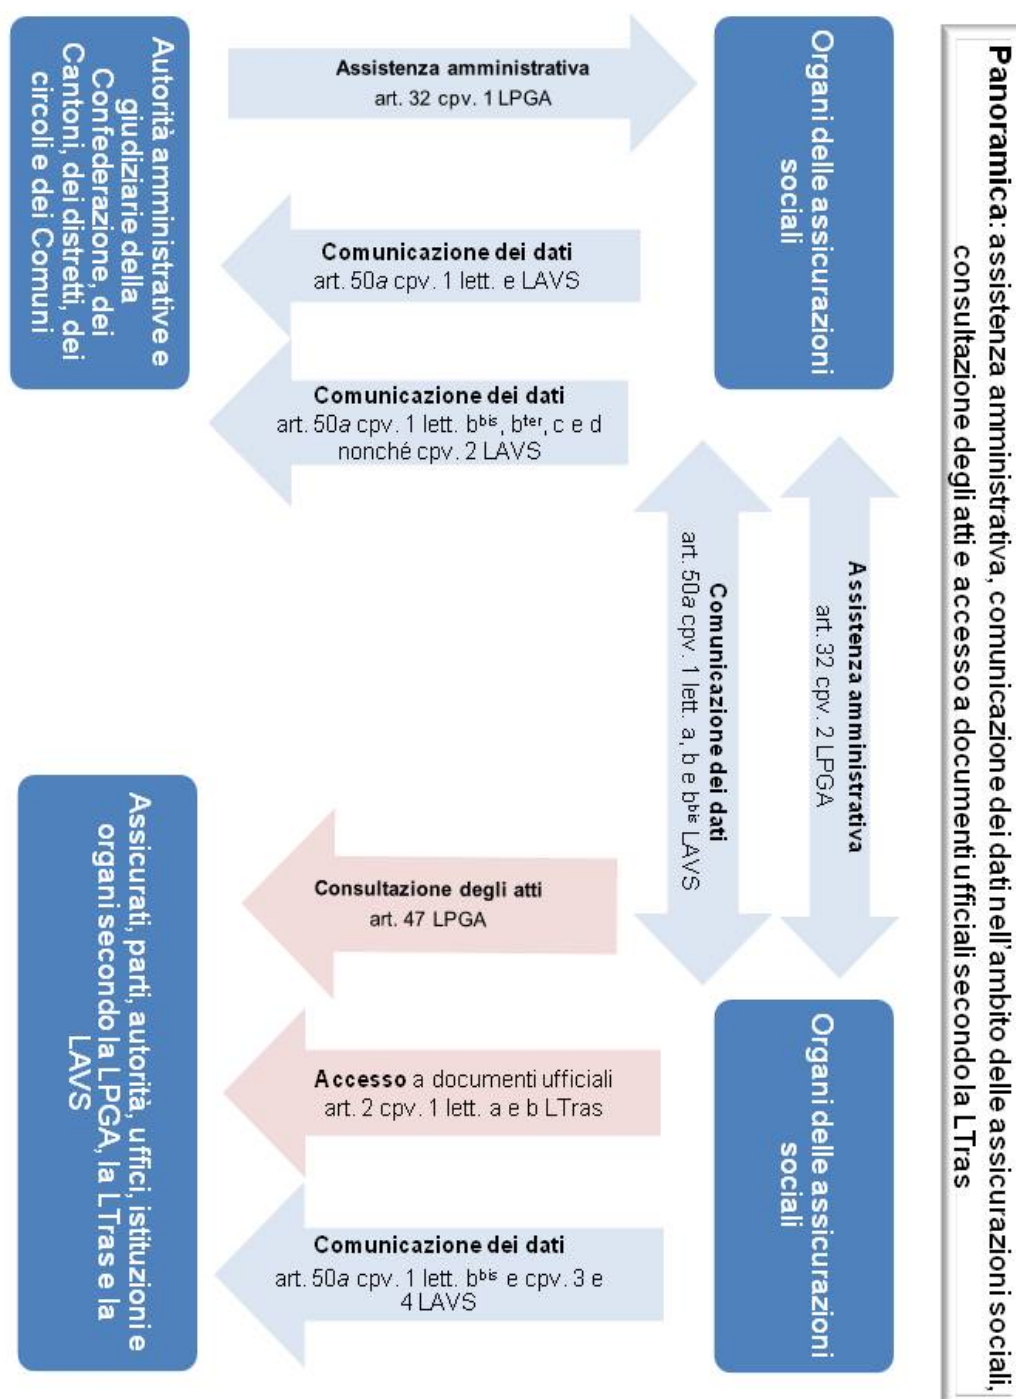 Panoramica: assistenza amministrativa, comunicazione dei dati nell'ambito delle assicurazioni sociali,
consultazione degli atti e accesso a documenti ufficiali secondo la LTras
Organi delle assicurazioni
sociali
Assistenza amministrativa
art. 32 cpv. 2 LPGA
Comunicazione dei dati
art. 50a cpv. 1 lett. a, b e bbis LAVS
Organi delle assicurazioni
sociali
Assistenza amministrativa
art. 32 cpv. 1 LPGA
Comunicazione dei dati
art. 50a cpv. 1 lett. e LAVS
Comunicazione dei dati
art. 50a cpv. 1 lett. bbis, bter, c e d
nonché cpv. 2 LAVS
Consultazione degli atti
art. 47 LPGA
Accesso a documenti ufficiali
art. 2 cpv. 1 lett. a e b LTras
Comunicazione dei dati
art. 50a cpv. 1 lett. bbis e cpv. 3 e
4 LAVS
Autorità amministrative e
giudiziarie della
Confederazione, dei
Cantoni, dei distretti, dei
circoli e dei Comuni
Assicurati, parti, autorità, uffici, istituzioni e
organi secondo la LPGA, la LTras e la
LAVS